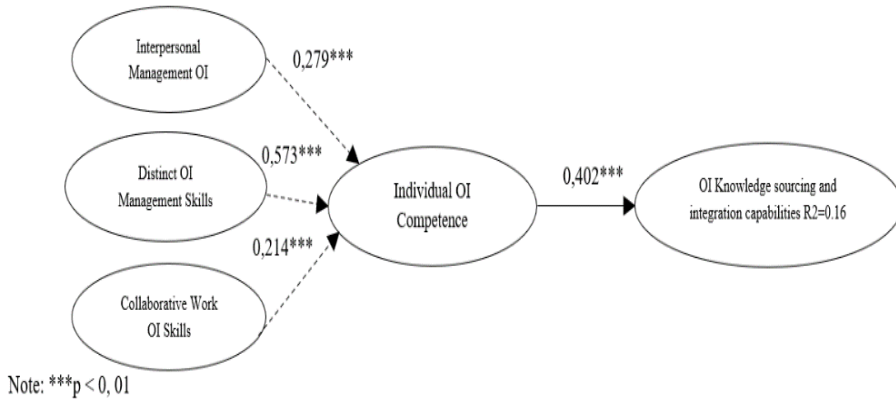 Interpersonal
Management OI
0,279***
Distinct OI
Management Skills
0,573***
Individual OI
Competence
0,402***
OI Knowledge sourcing and
integration capabilities R2=0.16
0,214***
Collaborative Work
OI Skills
Note: ***p < 0, 01